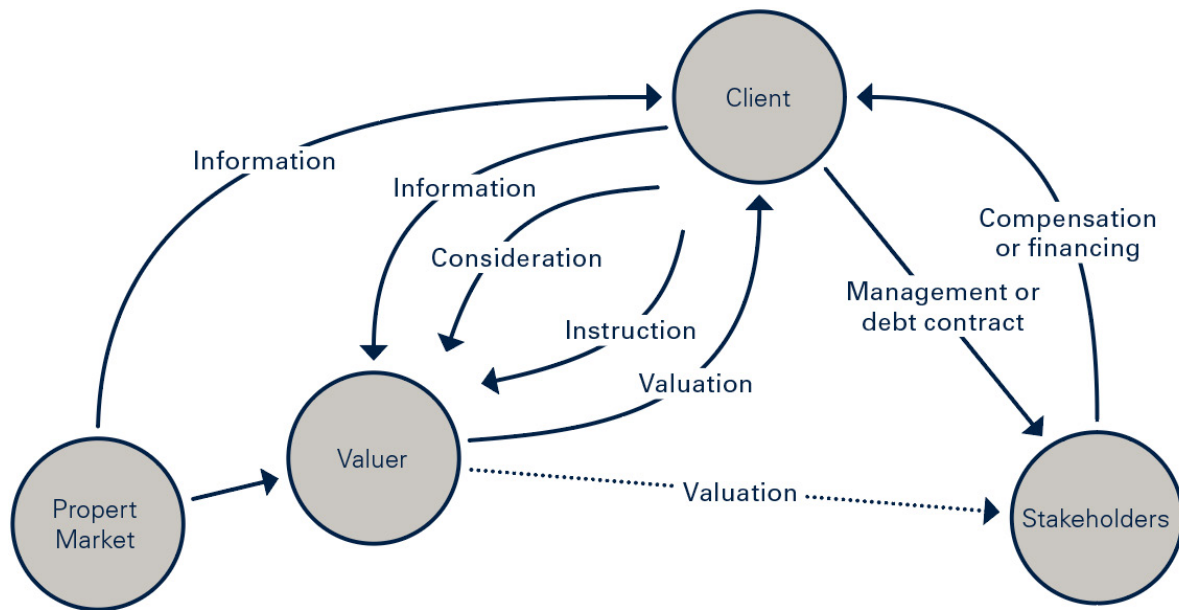 Client
Information
Information
Compensation
or financing
Consideration
Management or
debt contract
Instruction
Valuation
Valuer
Valuation
Propert
Market
Stakeholders